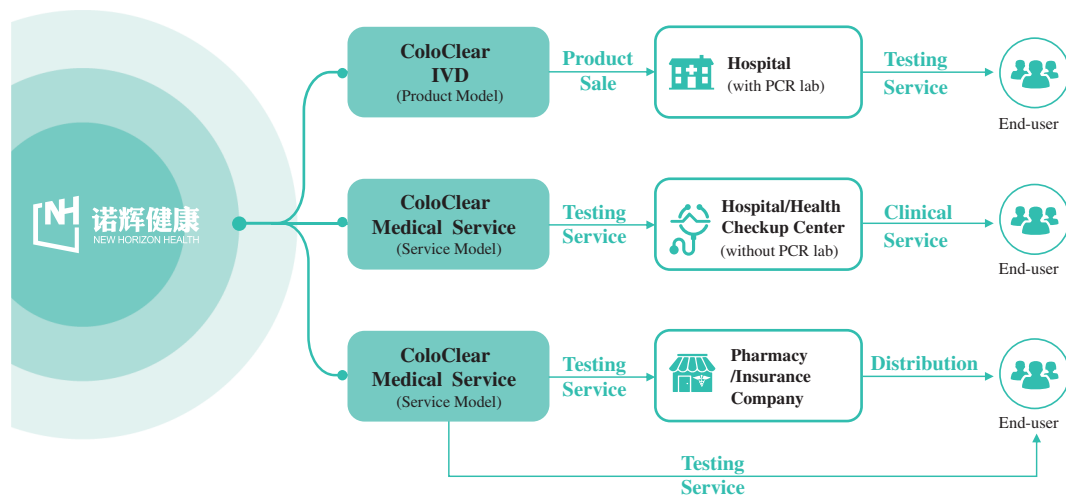 NH 诺辉健康
NEW HORIZON HEALTH
ColoClear
IVD
(Product Model)
Product
Sale
Hospital
(with PCR lab)
Testing
Service
End-user
ColoClear
Medical Service
(Service Model)
Testing
Service
Hospital/Health
Checkup Center
(without PCR lab)
Clinical
Service
End-user
ColoClear
Medical Service
(Service Model)
Testing
Service
Pharmacy
/Insurance
Company
Distribution
End-user
Testing
Service